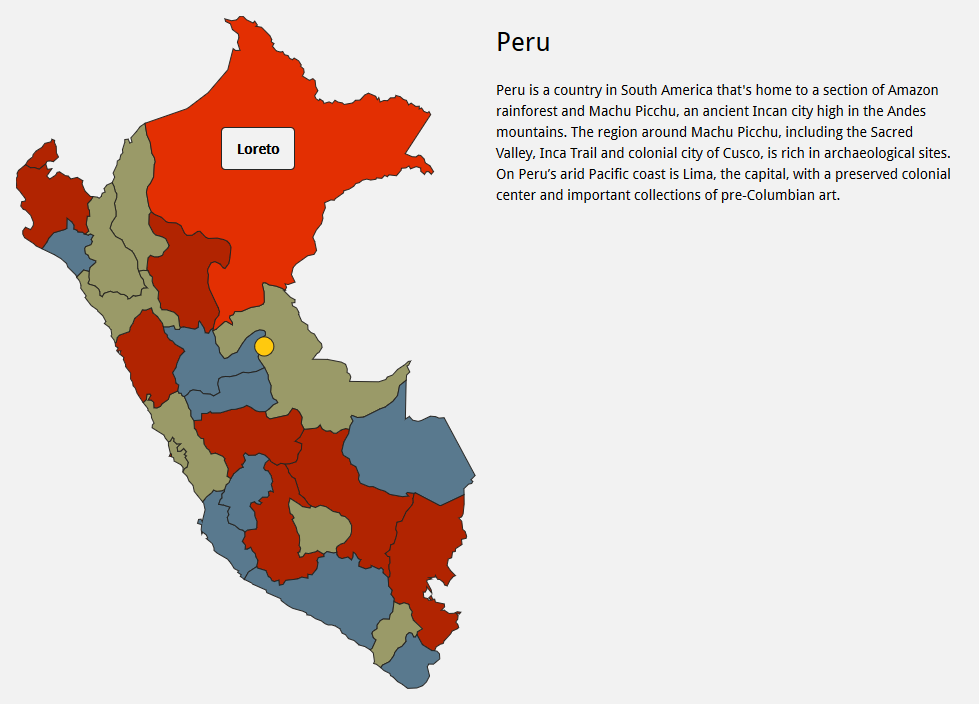 Peru
Loreto
Peru is a country in South America that's home to a section of Amazon
rainforest and Machu Picchu, an ancient Incan city high in the Andes
mountains. The region around Machu Picchu, including the Sacred
Valley, Inca Trail and colonial city of Cusco, is rich in archaeological sites.
On Peru’s arid Pacific coast is Lima, the capital, with a preserved colonial
center and important collections of pre-Columbian art.